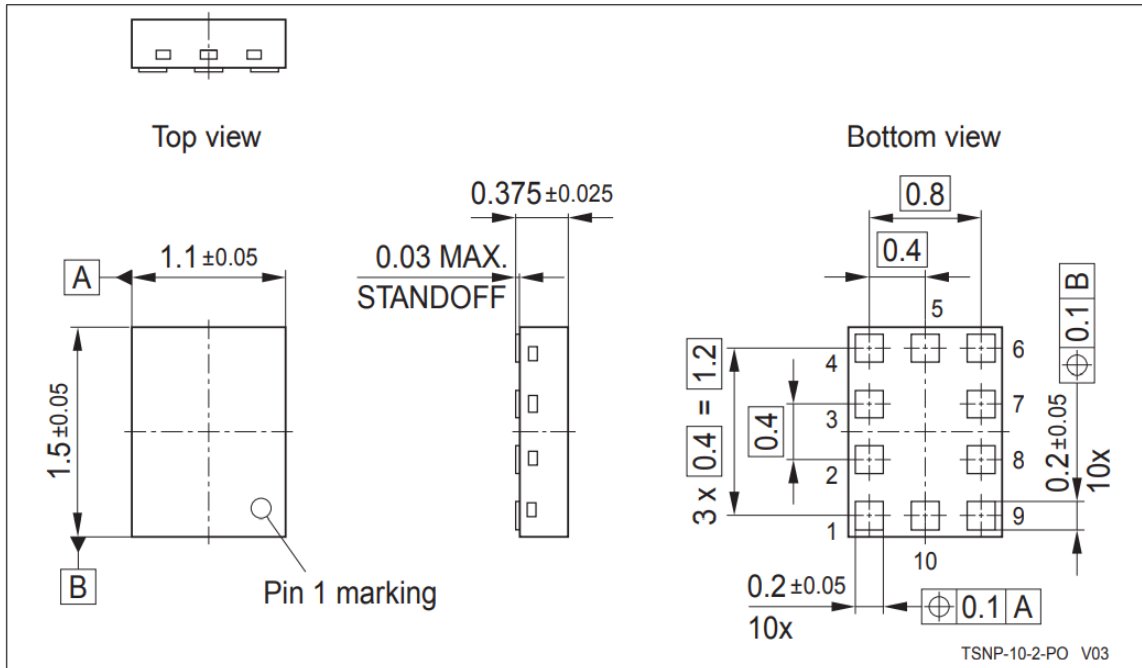 Top view
Bottom view
0.375 ±0.025
0.8
1.1 ±0.05
0.03 MAX.
STANDOFF
0.4
A
5
0.1 B
4
6
3 x 0.4 = 1.2
0.4
3
7
1.5 ±0.05
2
8
0.2 ±0.05
10x
1
9
10
B
Pin 1 marking
0.2 ±0.05
10x
0.1 A
TSNP-10-2-PO V03